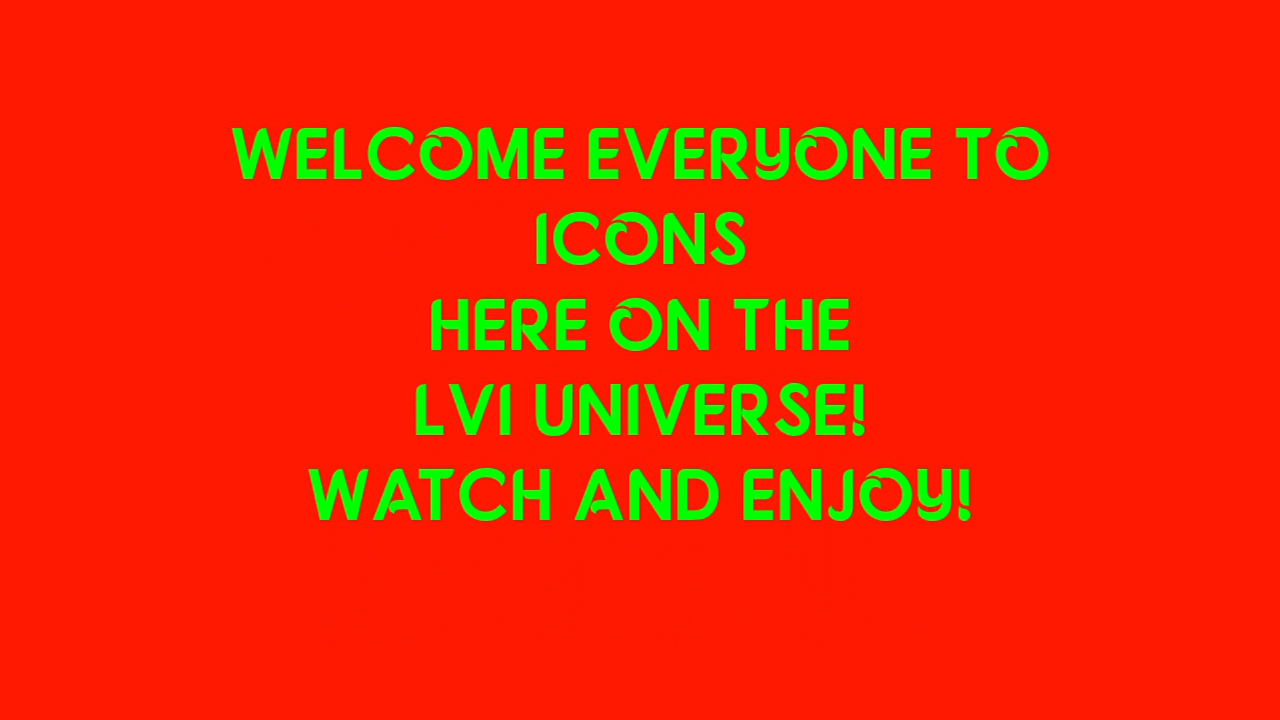 WELCOME EVERYONE TO
ICONS
HERE ON THE
LVI UNIVERSE!
WATCH AND ENJOY!